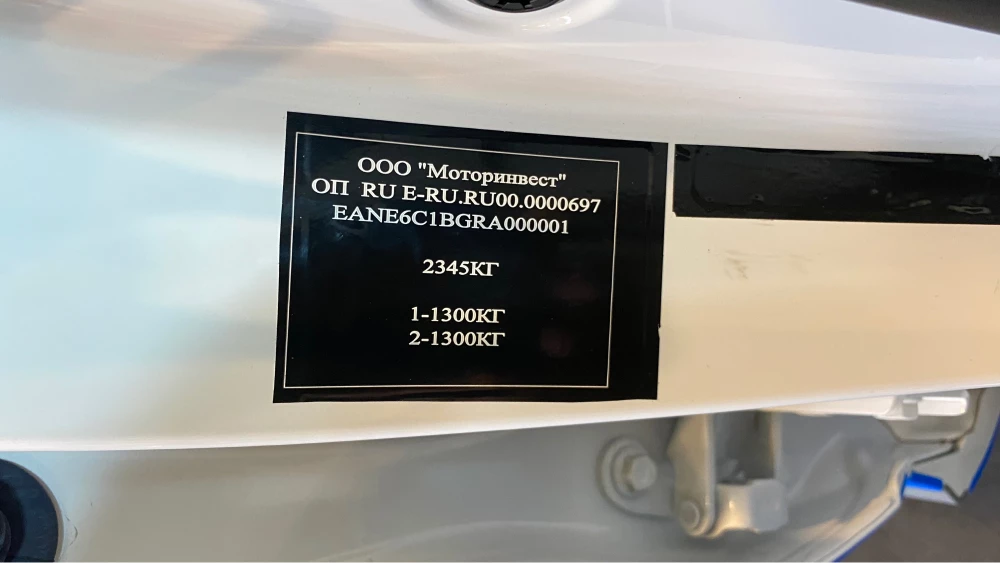 ООО "Моторинвест"
ОП RU E-RU.RU00.0000697
EANE6C1BGRA000001
2345КГ
1-1300КГ
2-1300КГ